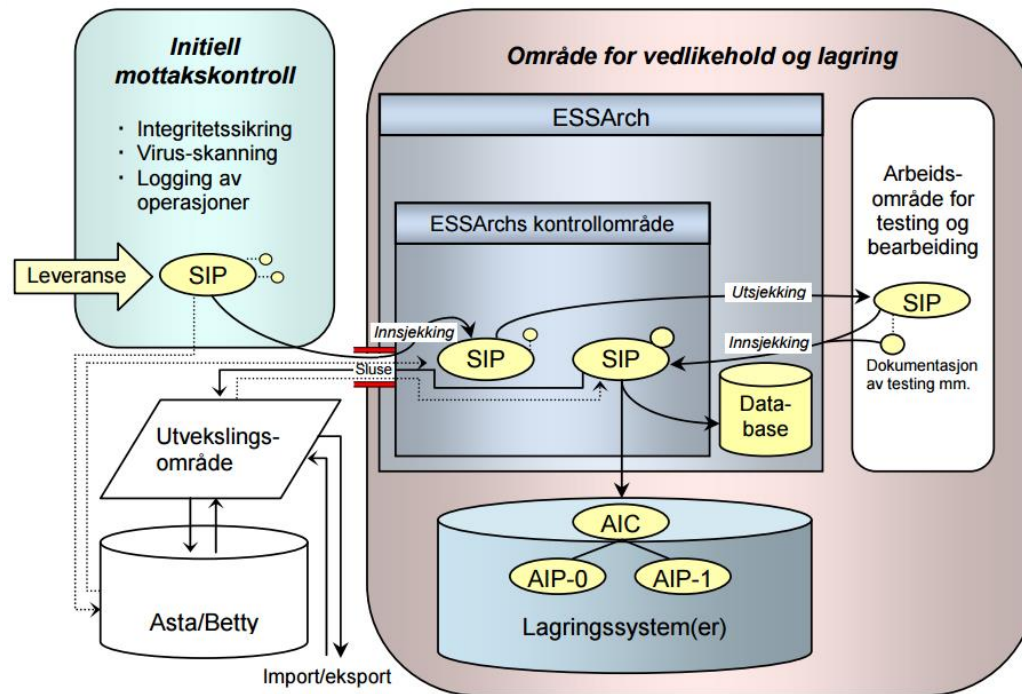 Initiell
mottakskontroll
· Integritetssikring
· Virus-skanning
· Logging av
operasjoner
Leveranse
SIP
Område for vedlikehold og lagring
ESSArch
ESSArchs kontrollområde
Arbeids-
område for
testing og
bearbeiding
Utsjekking
SIP
Innsjekking
SIP
SIP
Innsjekking
Sluse
Dokumentasjon
av testing mm.
Data-
base
Utvekslings-
område
AIC
AIP-0
AIP-1
Lagringssystem(er)
Asta/Betty
Import/eksport